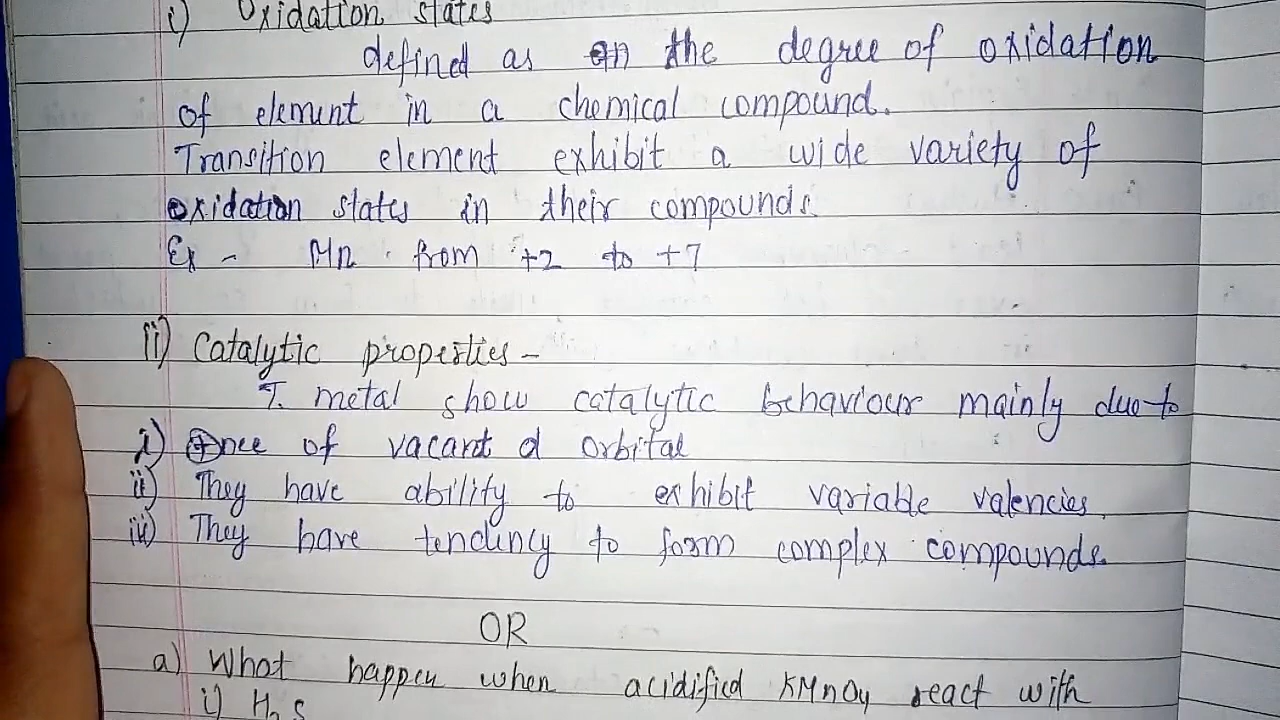 i) Oxidation states
defined as the degree of oxidation
of element in a chemical compound.
Transition element exhibit a wide variety of
oxidation states in their compounds.
Ex - Mn from +2 to +7
ii) Catalytic properties -
T. metal show catalytic behaviour mainly due to
i) ⊕nce of vacant d orbital
ii) They have ability to exhibit variable valencies.
iii) They have tendency to form complex compounds.
OR
a) What happen when acidified KMnO4 react with
i) H2S